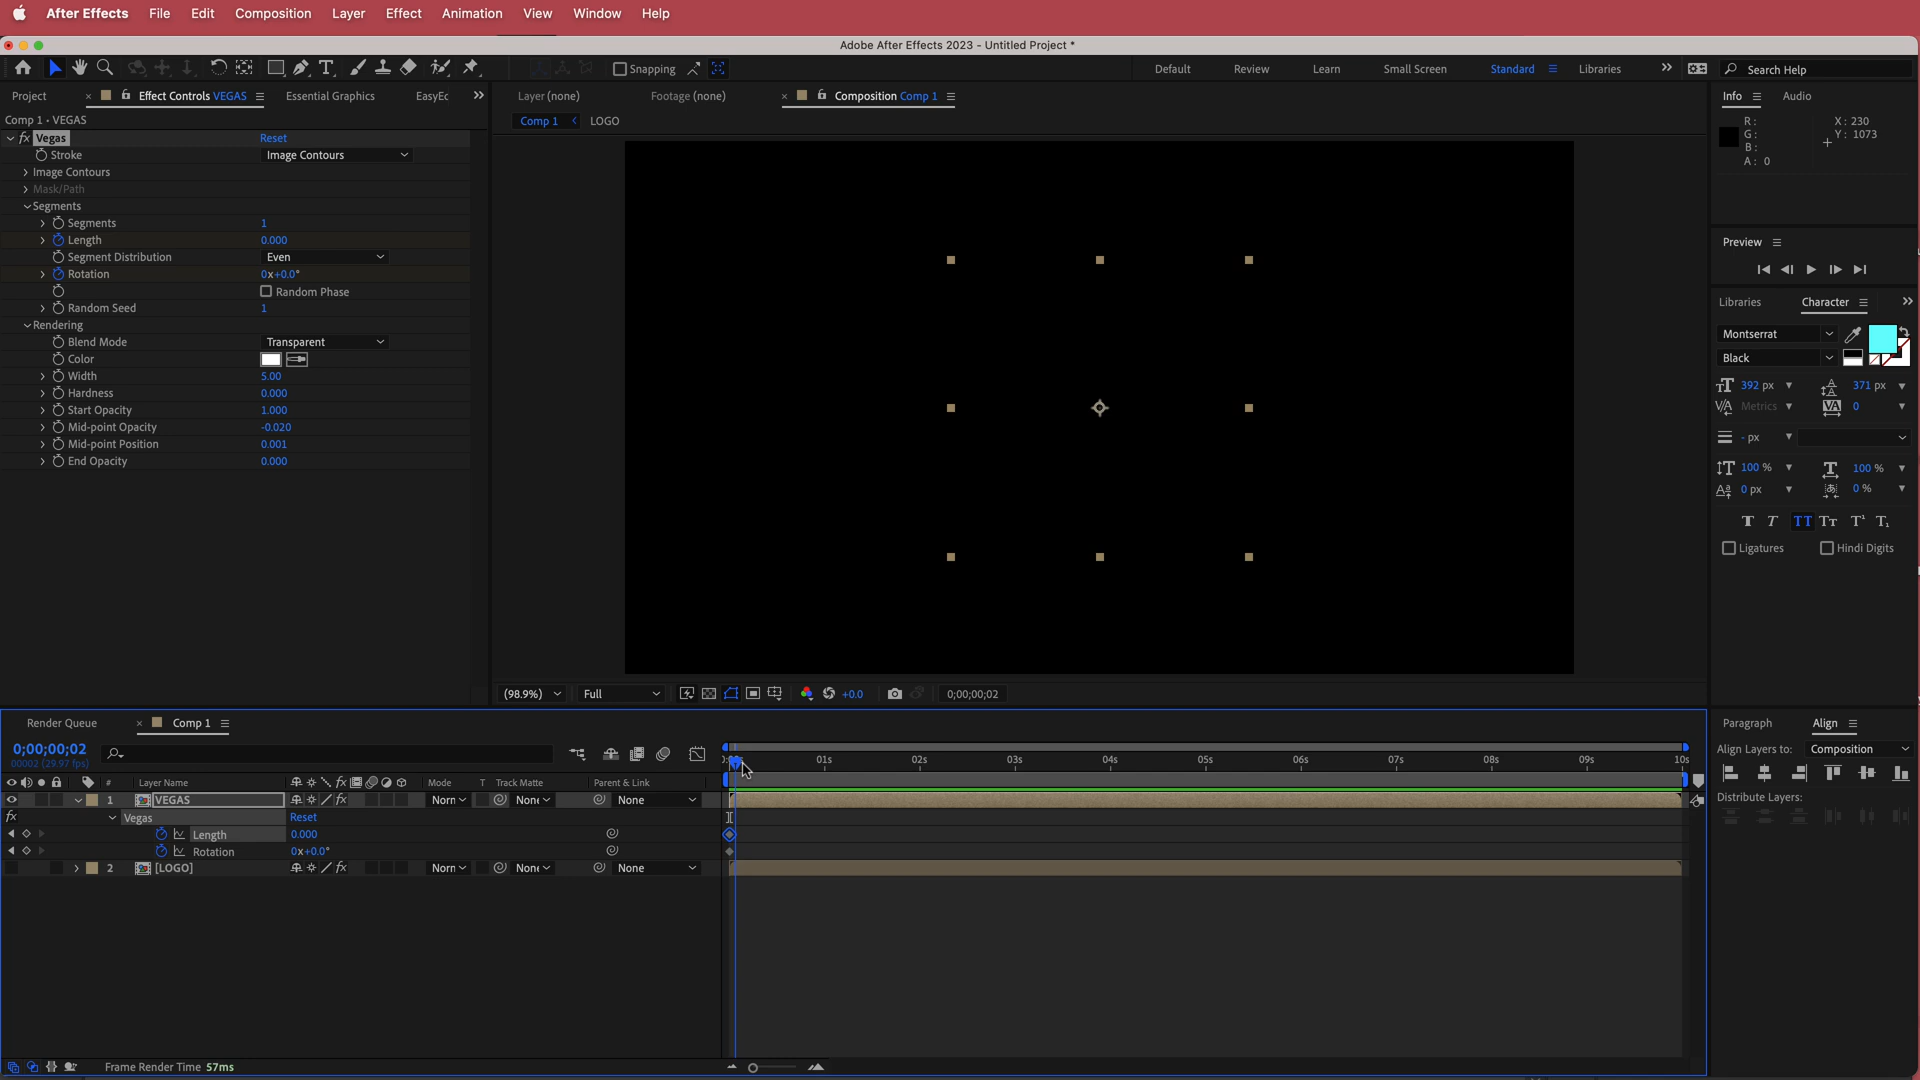 After Effects File Edit Composition Layer Effect Animation View Window Help
Adobe After Effects 2023 - Untitled Project *
Snapping
Default Review Learn Small Screen Standard Libraries
Search Help
Project Effect Controls VEGAS Essential Graphics EasyEc
Layer (none) Footage (none) Composition Comp 1
Info Audio
Comp 1 • VEGAS
Comp 1 LOGO
R: X: 230
G: Y: 1073
B:
A: 0
fx Vegas Reset
Stroke Image Contours
Image Contours
Mask/Path
Segments
Segments 1
Length 0.000
Segment Distribution Even
Rotation 0x+0.0°
Random Phase
Random Seed 1
Rendering
Blend Mode Transparent
Color
Width 5.00
Hardness 0.000
Start Opacity 1.000
Mid-point Opacity -0.020
Mid-point Position 0.001
End Opacity 0.000
Preview
Libraries Character
Montserrat
Black
392 px 371 px
Metrics 0
- px
100 % 100 %
0 px 0 %
Ligatures Hindi Digits
(98.9%) Full +0.0 0;00;00;02
Render Queue Comp 1
0;00;00;02
00002 (29.97 fps)
01s 02s 03s 04s 05s 06s 07s 08s 09s 10s
# Layer Name fx Mode T Track Matte Parent & Link
1 VEGAS fx Norm None None
fx Vegas Reset
Length 0.000
Rotation 0x+0.0°
2 [LOGO] fx Norm None None
Frame Render Time 57ms
Paragraph Align
Align Layers to: Composition
Distribute Layers: